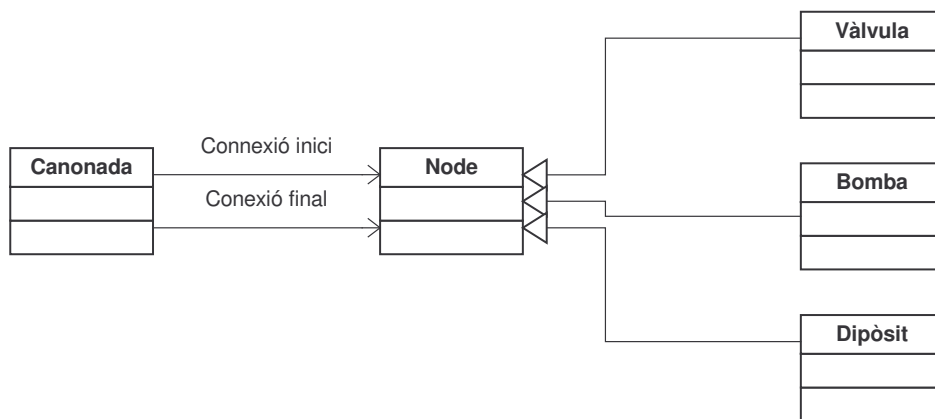 Vàlvula
Connexió inici
Canonada
Node
Bomba
Conexió final
Dipòsit